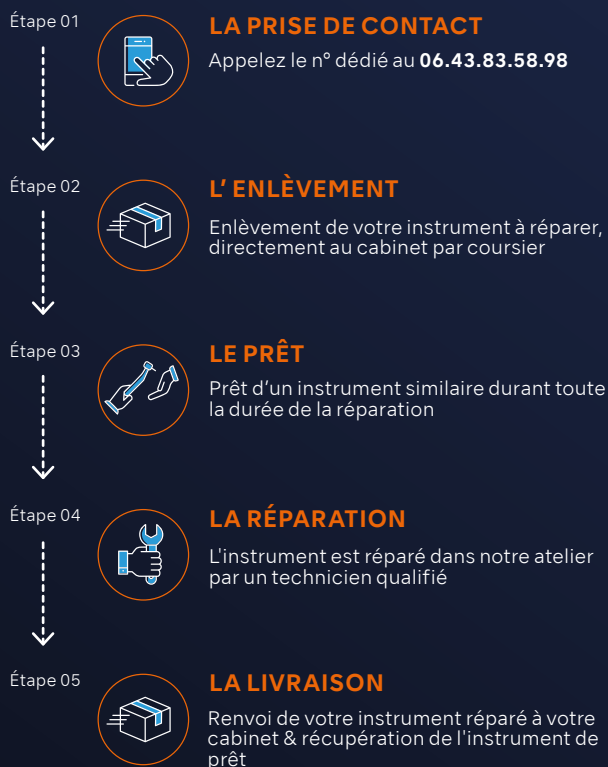 Étape 01
LA PRISE DE CONTACT
Appelez le n° dédié au 06.43.83.58.98
Étape 02
L' ENLÈVEMENT
Enlèvement de votre instrument à réparer,
directement au cabinet par coursier
Étape 03
LE PRÊT
Prêt d'un instrument similaire durant toute
la durée de la réparation
Étape 04
LA RÉPARATION
L'instrument est réparé dans notre atelier
par un technicien qualifié
Étape 05
LA LIVRAISON
Renvoi de votre instrument réparé à votre
cabinet & récupération de l'instrument de
prêt